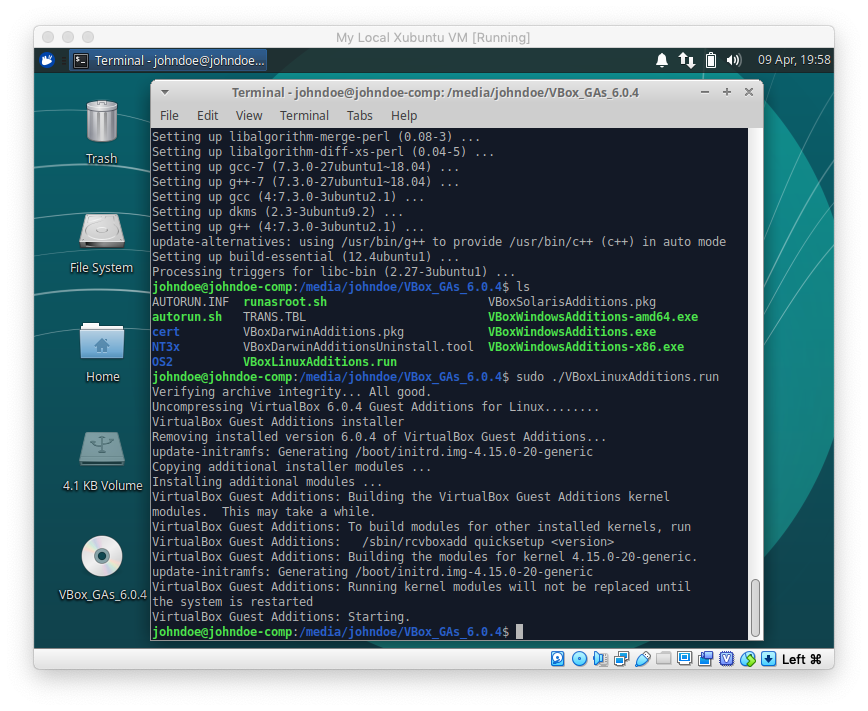 My Local Xubuntu VM [Running]
Terminal - johndoe@johndoe...
09 Apr, 19:58
Terminal - johndoe@johndoe-comp: /media/johndoe/VBox_GAs_6.0.4
File Edit View Terminal Tabs Help
Setting up libalgorithm-merge-perl (0.08-3) ...
Setting up libalgorithm-diff-xs-perl (0.04-5) ...
Setting up gcc-7 (7.3.0-27ubuntu1~18.04) ...
Setting up g++-7 (7.3.0-27ubuntu1~18.04) ...
Setting up gcc (4:7.3.0-3ubuntu2.1) ...
Setting up dkms (2.3-3ubuntu9.2) ...
Setting up g++ (4:7.3.0-3ubuntu2.1) ...
update-alternatives: using /usr/bin/g++ to provide /usr/bin/c++ (c++) in auto mode
Setting up build-essential (12.4ubuntu1) ...
Processing triggers for libc-bin (2.27-3ubuntu1) ...
johndoe@johndoe-comp:/media/johndoe/VBox_GAs_6.0.4$ ls
AUTORUN.INF runasroot.sh VBoxSolarisAdditions.pkg
autorun.sh TRANS.TBL VBoxWindowsAdditions-amd64.exe
cert VBoxDarwinAdditions.pkg VBoxWindowsAdditions.exe
NT3x VBoxDarwinAdditionsUninstall.tool VBoxWindowsAdditions-x86.exe
OS2 VBoxLinuxAdditions.run
johndoe@johndoe-comp:/media/johndoe/VBox_GAs_6.0.4$ sudo ./VBoxLinuxAdditions.run
Verifying archive integrity... All good.
Uncompressing VirtualBox 6.0.4 Guest Additions for Linux........
VirtualBox Guest Additions installer
Removing installed version 6.0.4 of VirtualBox Guest Additions...
update-initramfs: Generating /boot/initrd.img-4.15.0-20-generic
Copying additional installer modules ...
Installing additional modules ...
VirtualBox Guest Additions: Building the VirtualBox Guest Additions kernel
modules.  This may take a while.
VirtualBox Guest Additions: To build modules for other installed kernels, run
VirtualBox Guest Additions:   /sbin/rcvboxadd quicksetup <version>
VirtualBox Guest Additions: Building the modules for kernel 4.15.0-20-generic.
update-initramfs: Generating /boot/initrd.img-4.15.0-20-generic
VirtualBox Guest Additions: Running kernel modules will not be replaced until
the system is restarted
VirtualBox Guest Additions: Starting.
johndoe@johndoe-comp:/media/johndoe/VBox_GAs_6.0.4$
Trash
File System
Home
4.1 KB Volume
VBox_GAs_6.0.4
Left ⌘